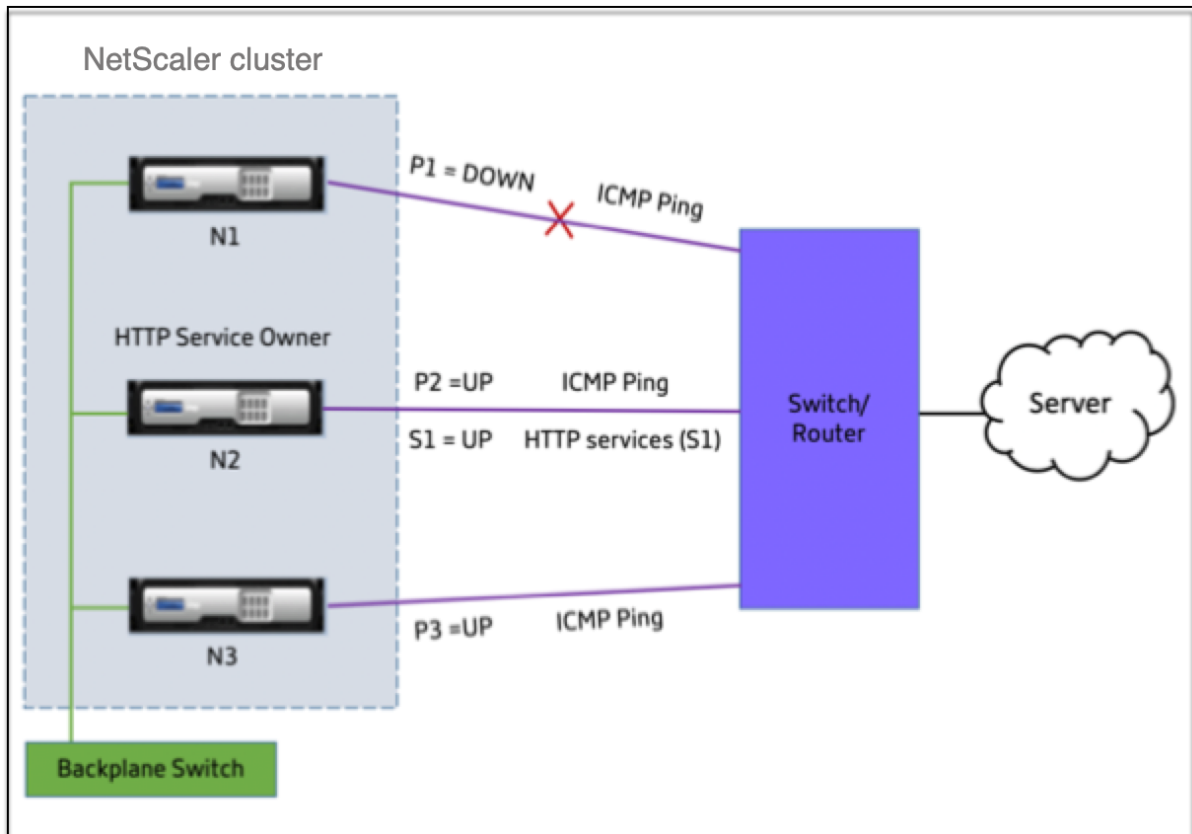 NetScaler cluster
P1 = DOWN
ICMP Ping
N1
HTTP Service Owner
P2 =UP
ICMP Ping
S1 = UP
HTTP services (S1)
N2
Switch/
Router
Server
P3 =UP
ICMP Ping
N3
Backplane Switch